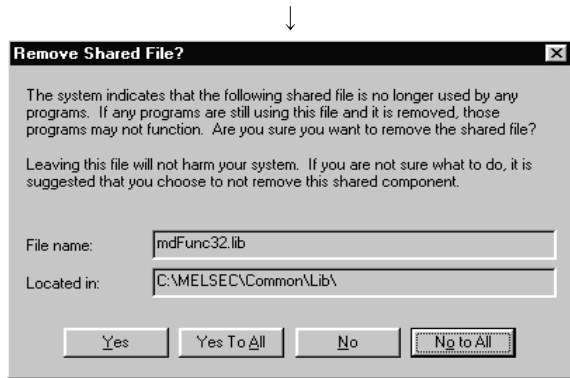 Remove Shared File?
The system indicates that the following shared file is no longer used by any
programs. If any programs are still using this file and it is removed, those
programs may not function. Are you sure you want to remove the shared file?
Leaving this file will not harm your system. If you are not sure what to do, it is
suggested that you choose to not remove this shared component.
File name: mdFunc32.lib
Located in: C:\MELSEC\Common\Lib\
Yes Yes To All No No to All